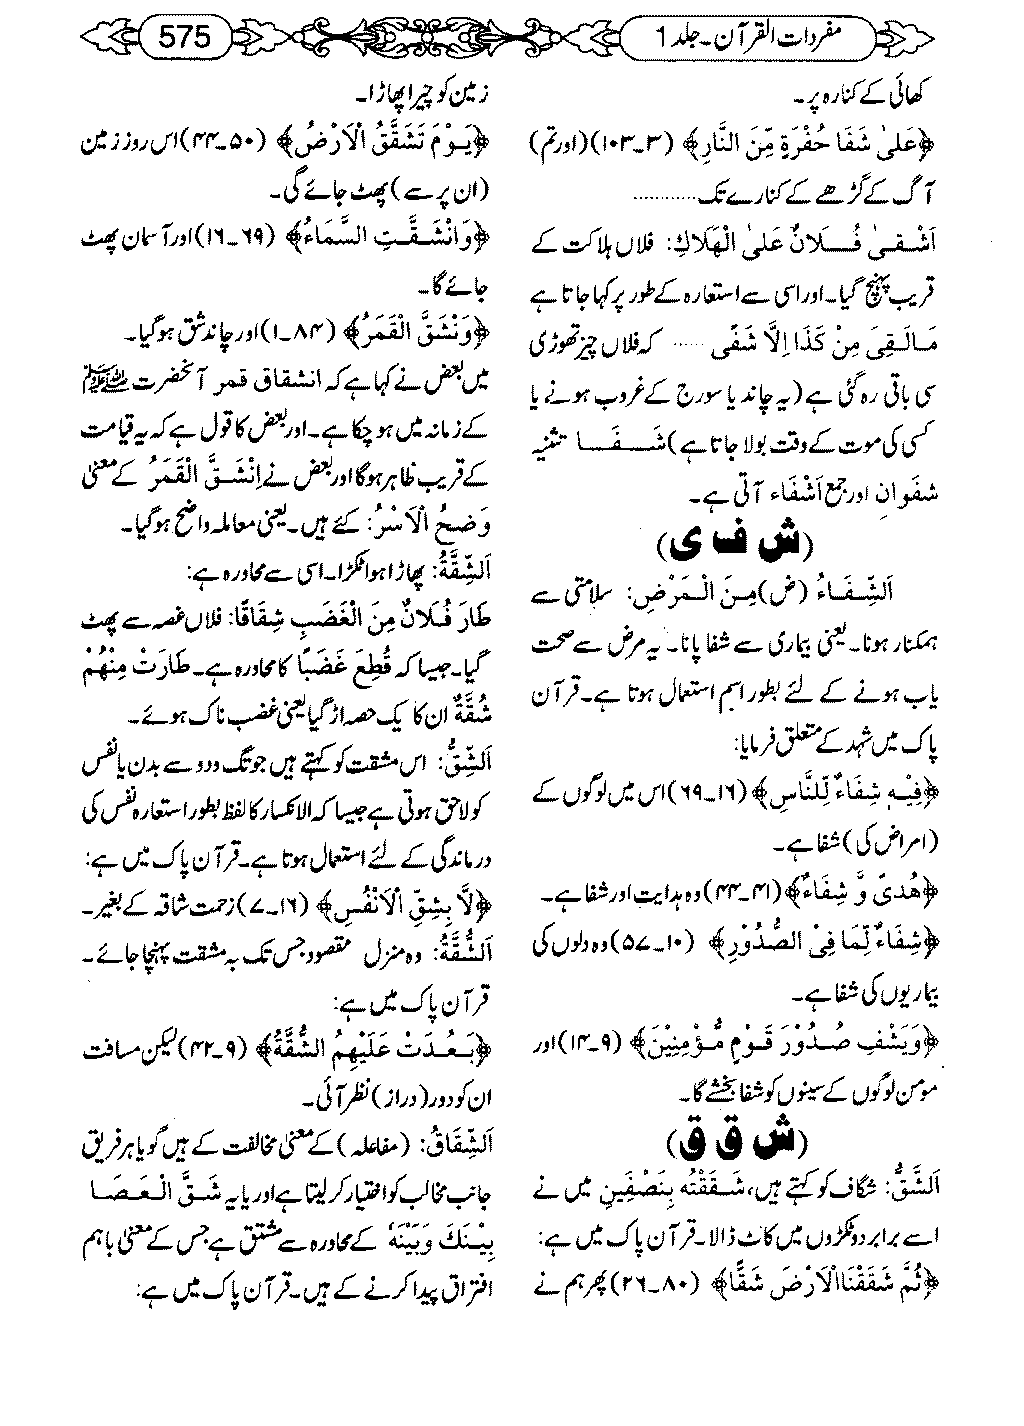 مفردات القرآن۔ جلد 1
575
کھائی کے کنارہ پر۔
﴿عَلیٰ شَفَا حُفْرَةٍ مِّنَ النَّارِ﴾ (۳۔۱۰۳) (اور تم)
آگ کے گڑھے کے کنارے تک............
اَشْفیٰ فُلَانٌ عَلیٰ الْهَلَاكِ: فلاں ہلاکت کے
قریب پہنچ گیا۔ اور اسی سے استعارہ کے طور پر کہا جاتا ہے
مَالَقِیَ مِنْ كَذَا اِلَّا شَفًی ...... کہ فلاں چیز تھوڑی
سی باقی رہ گئی ہے (یہ چاند یا سورج کے غروب ہونے یا
کسی کی موت کے وقت بولا جاتا ہے) شَفَا تثنیہ
شفَوانِ اور جمع اَشْفَاء آتی ہے۔
(ش ف ی)
اَلشِّفَاءُ (ض) مِنَ الْمَرْضِ: سلامتی سے
ہمکنار ہونا۔ یعنی بیماری سے شفا پانا۔ یہ مرض سے صحت
یاب ہونے کے لئے بطور اسم استعمال ہوتا ہے۔ قرآن
پاک میں شہد کے متعلق فرمایا:
﴿فِیْهِ شِفَاءٌ لِّلنَّاسِ﴾ (۱۶۔۶۹) اس میں لوگوں کے
(امراض کی) شفا ہے۔
﴿هُدیً وَّ شِفَاءٌ﴾ (۴۱۔۴۴) وہ ہدایت اور شفا ہے۔
﴿شِفَاءٌ لِّمَا فِیْ الصُّدُوْرِ﴾ (۱۰۔۵۷) وہ دلوں کی
بیماریوں کی شفا ہے۔
﴿وَیَشْفِ صُدُوْرَ قَوْمٍ مُّؤْمِنِیْنَ﴾ (۹۔۱۴) اور
مومن لوگوں کے سینوں کو شفا بخشے گا۔
(ش ق ق)
اَلشَّقُّ: شگاف کو کہتے ہیں، شَقَقْتُه بِنَصْفِینِ میں نے
اسے برابر دو ٹکڑوں میں کاٹ ڈالا۔ قرآن پاک میں ہے:
﴿ثُمَّ شَقَقْنَا الْاَرْضَ شَقًّا﴾ (۸۰۔۲۶) پھر ہم نے
زمین کو چیرا پھاڑا۔
﴿یَوْمَ تَشَقَّقُ الْاَرْضُ﴾ (۵۰۔۴۴) اس روز زمین
(ان پر سے) پھٹ جائے گی۔
﴿وَانْشَقَّتِ السَّمَاءُ﴾ (۶۹۔۱۶) اور آسمان پھٹ
جائے گا۔
﴿وَنْشَقَّ الْقَمَرُ﴾ (۸۴۔۱) اور چاند شق ہوگیا۔
میں بعض نے کہا ہے کہ انشقاق قمر آنحضرت ﷺ
کے زمانہ میں ہو چکا ہے۔ اور بعض کا قول ہے کہ یہ قیامت
کے قریب ظاہر ہوگا اور بعض نے اِنْشَقَّ الْقَمَرُ کے معنی
وَضَحُ الْاَسْرُ: کئے ہیں۔ یعنی معاملہ واضح ہوگیا۔
اَلشِّقَّةُ: پھاڑا ہوا ٹکڑا۔ اسی سے محاورہ ہے:
طَارَ فُلَانٌ مِنَ الْغَضَبِ شِقَاقًا: فلاں غصہ سے پھٹ
گیا۔ جیسا کہ قُطِعَ غَضَبًا کا محاورہ ہے۔ طَارَتْ مِنْهُمْ
شُقَّةٌ ان کا یک حصہ اڑ گیا یعنی غضب ناک ہوئے۔
اَلشِّقُّ: اس مشقت کو کہتے ہیں جو تگ ودو سے بدن یا نفس
کو لاحق ہوتی ہے جیسا کہ الانکسار کا لفظ بطور استعارہ نفس کی
درماندگی کے لئے استعمال ہوتا ہے۔ قرآن پاک میں ہے:
﴿لَّا بِشِقِّ الْاَنْفُسِ﴾ (۱۶۔۷) زحمت شاقہ کے بغیر۔
اَلشُّقَّةُ: وہ منزل مقصود جس تک بہ مشقت پہنچا جائے۔
قرآن پاک میں ہے:
﴿بَعُدَتْ عَلَیْهِمُ الشُّقَّةُ﴾ (۹۔۴۲) لیکن مسافت
ان کو دور (دراز) نظر آئی۔
اَلشِّقَاقُ: (مفاعلہ) کے معنی مخالفت کے ہیں گویا ہر فریق
جانب مخالب کو اختیار کر لیتا ہے اور یا یہ شَقَّ الْعَصَا
بِیْنَكَ وَبَیْنَهٗ کے محاورہ سے مشتق ہے جس کے معنی باہم
افتراق پیدا کرنے کے ہیں۔ قرآن پاک میں ہے: